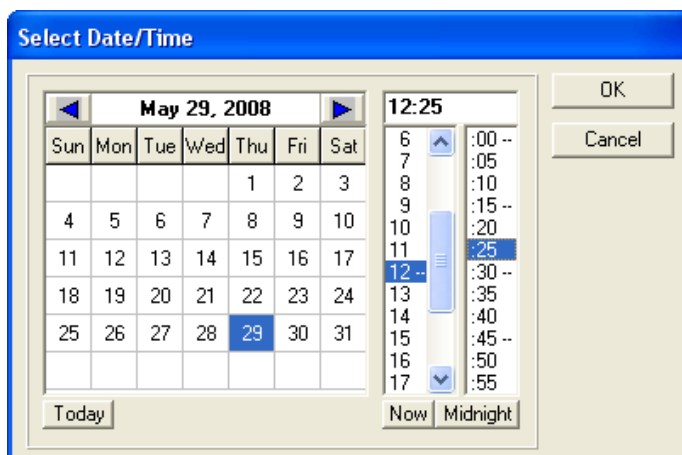 Select Date/Time
May 29, 2008
Sun Mon Tue Wed Thu Fri Sat
1 2 3
4 5 6 7 8 9 10
11 12 13 14 15 16 17
18 19 20 21 22 23 24
25 26 27 28 29 30 31
Today
12:25
6 :00 --
7 :05
8 :10
9 :15 --
10 :20
11 :25
12 -- :30 --
13 :35
14 :40
15 :45 --
16 :50
17 :55
Now Midnight
OK
Cancel